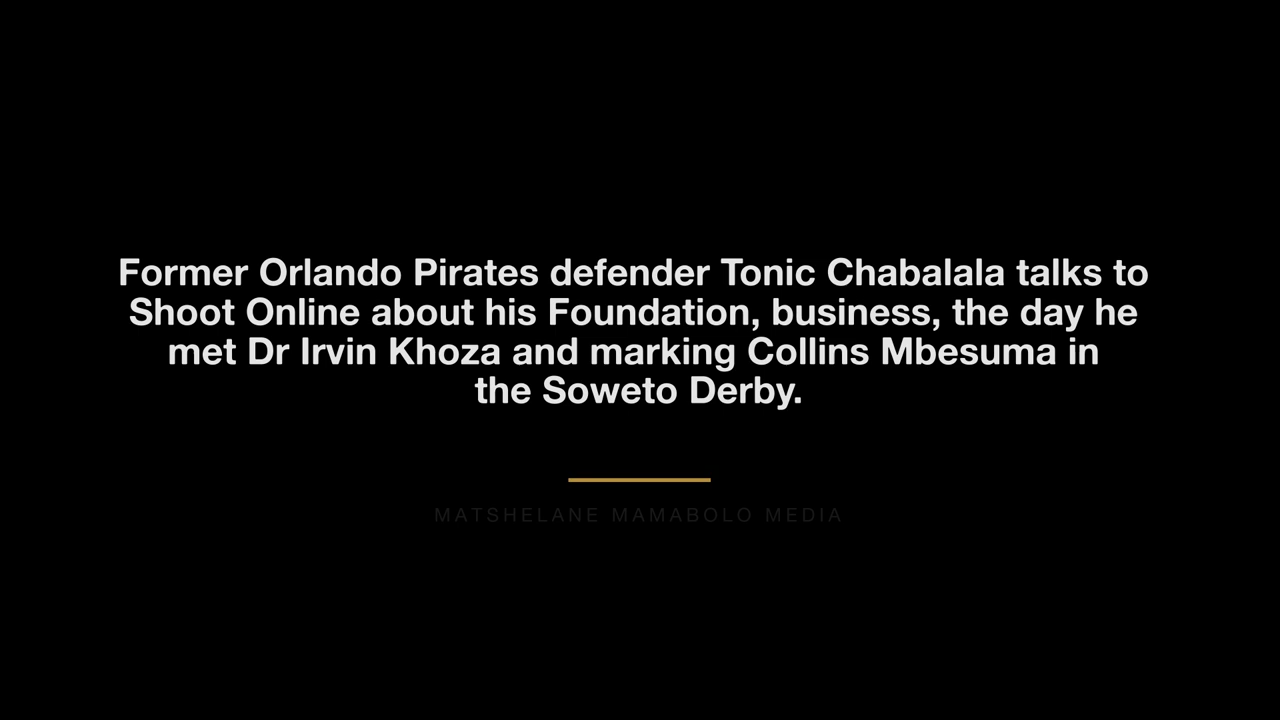 Former Orlando Pirates defender Tonic Chabalala talks to
Shoot Online about his Foundation, business, the day he
met Dr Irvin Khoza and marking Collins Mbesuma in
the Soweto Derby.
MATSHELANE MAMABOLO MEDIA